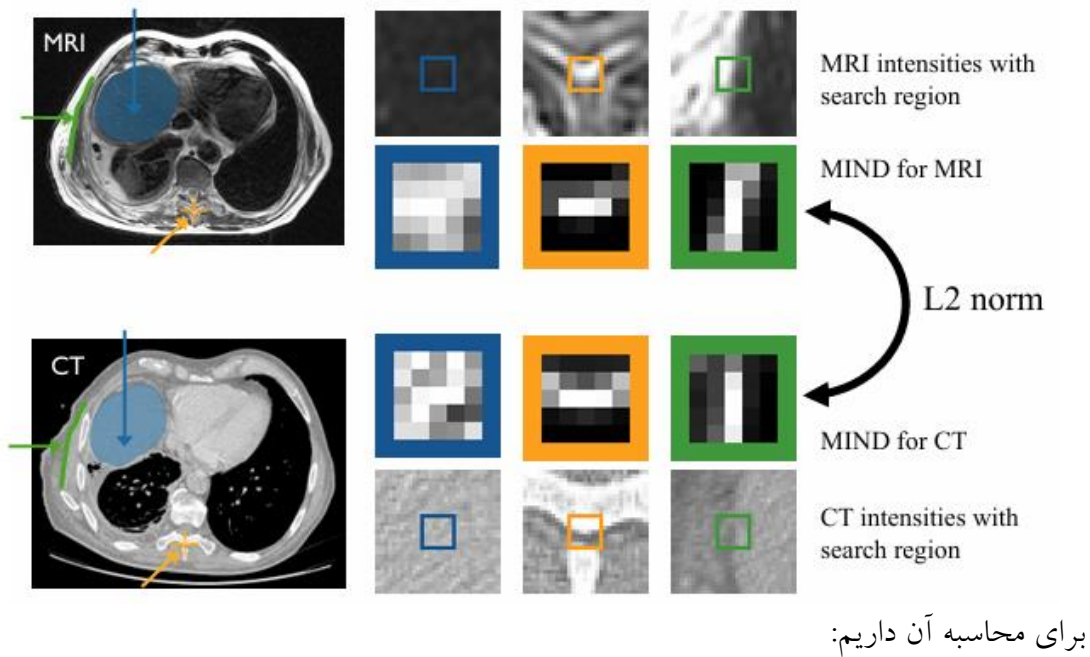 MRI
MRI intensities with
search region
MIND for MRI
L2 norm
CT
MIND for CT
CT intensities with
search region
برای محاسبه آن داریم: